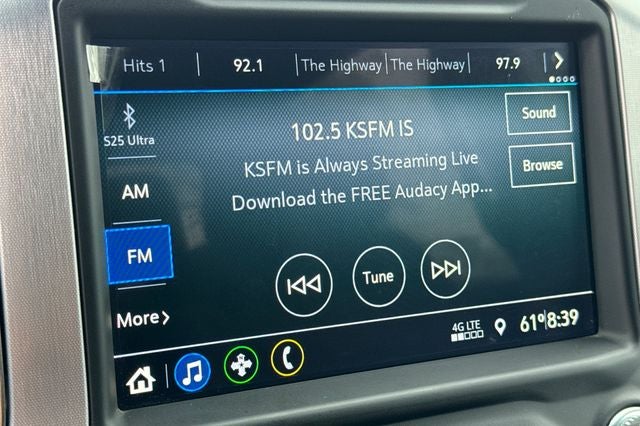 Hits 1 92.1 The Highway The Highway 97.9
S25 Ultra
AM
FM
More
102.5 KSFM IS
KSFM is Always Streaming Live
Download the FREE Audacy App...
Sound
Browse
Tune
4G LTE
61° 8:39